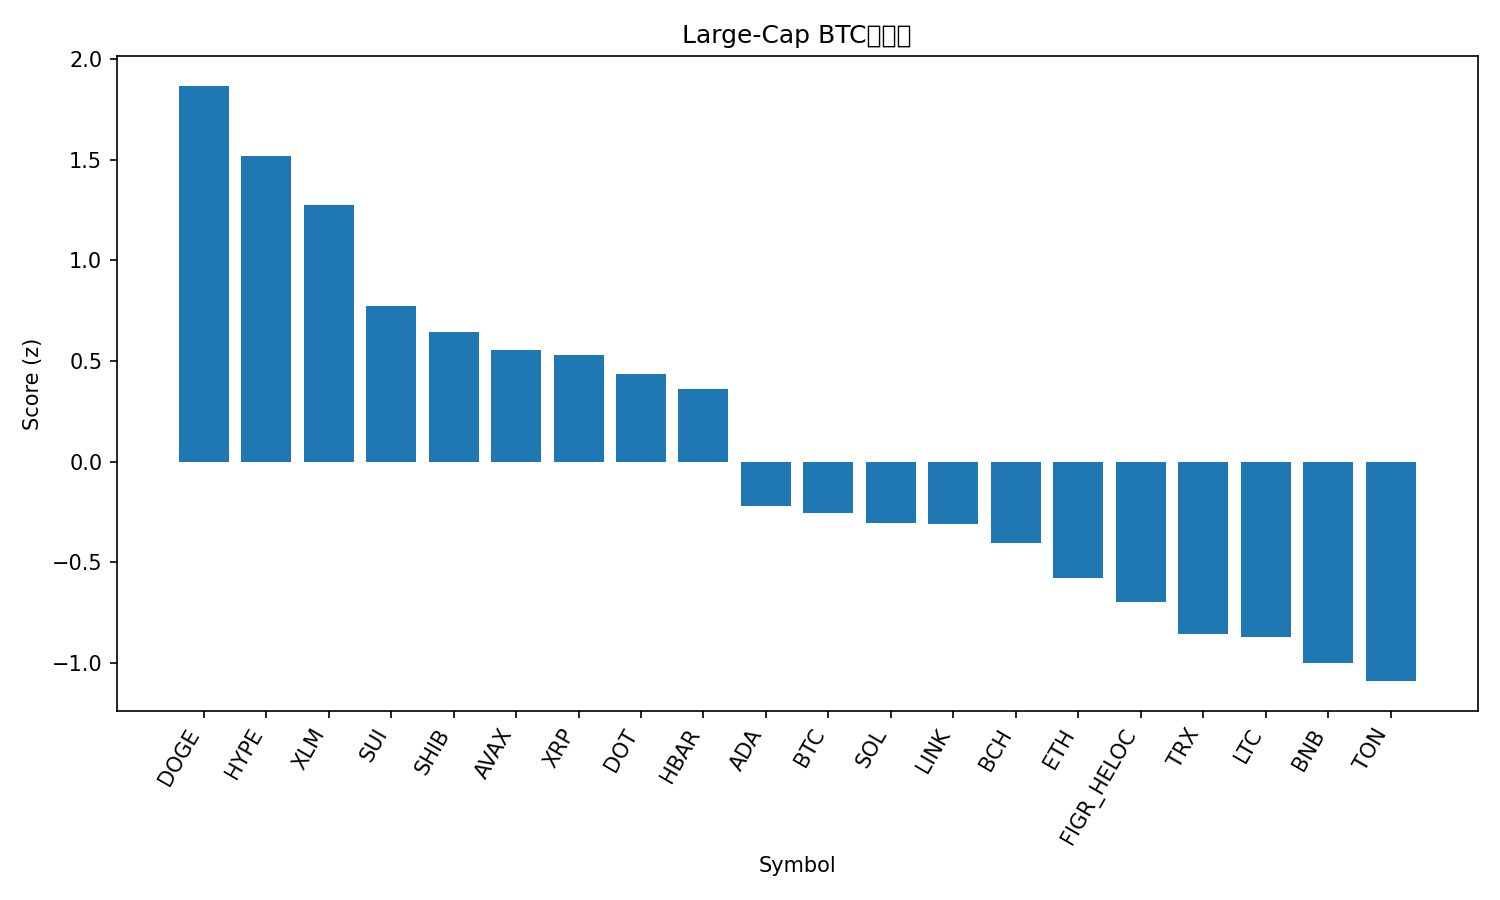 Large-Cap BTC
2.0
1.5
1.0
0.5
0.0
−0.5
−1.0
Score (z)
DOGE
HYPE
XLM
SUI
SHIB
AVAX
XRP
DOT
HBAR
ADA
BTC
SOL
LINK
BCH
ETH
FIGR_HELOC
TRX
LTC
BNB
TON
Symbol